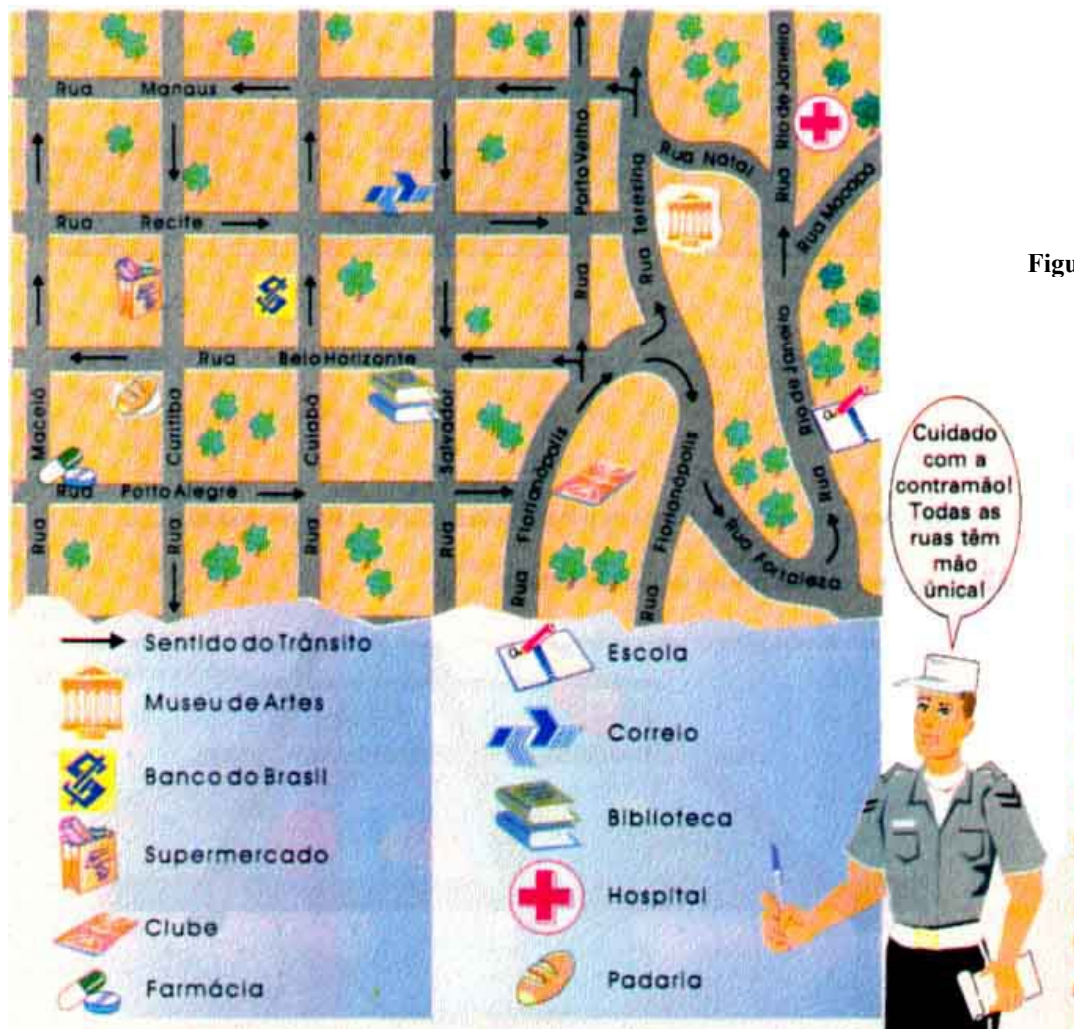 Rua Manaus
Rua Recife
Rua Belo Horizonte
Rua Porto Alegre
Rua Maceió
Rua Curitiba
Rua Cuiabá
Rua Salvador
Rua Porto Velho
Rua Teresina
Rua Natal
Rua Rio de Janeiro
Rua Macapá
Rua Rio de Janeiro
Rua Florianópolis
Rua Florianópolis
Rua Fortaleza
Figu
Cuidado
com a
contramão!
Todas as
ruas têm
mão
única!
Sentido do Trânsito
Museu de Artes
Banco do Brasil
Supermercado
Clube
Farmácia
Escola
Correio
Biblioteca
Hospital
Padaria